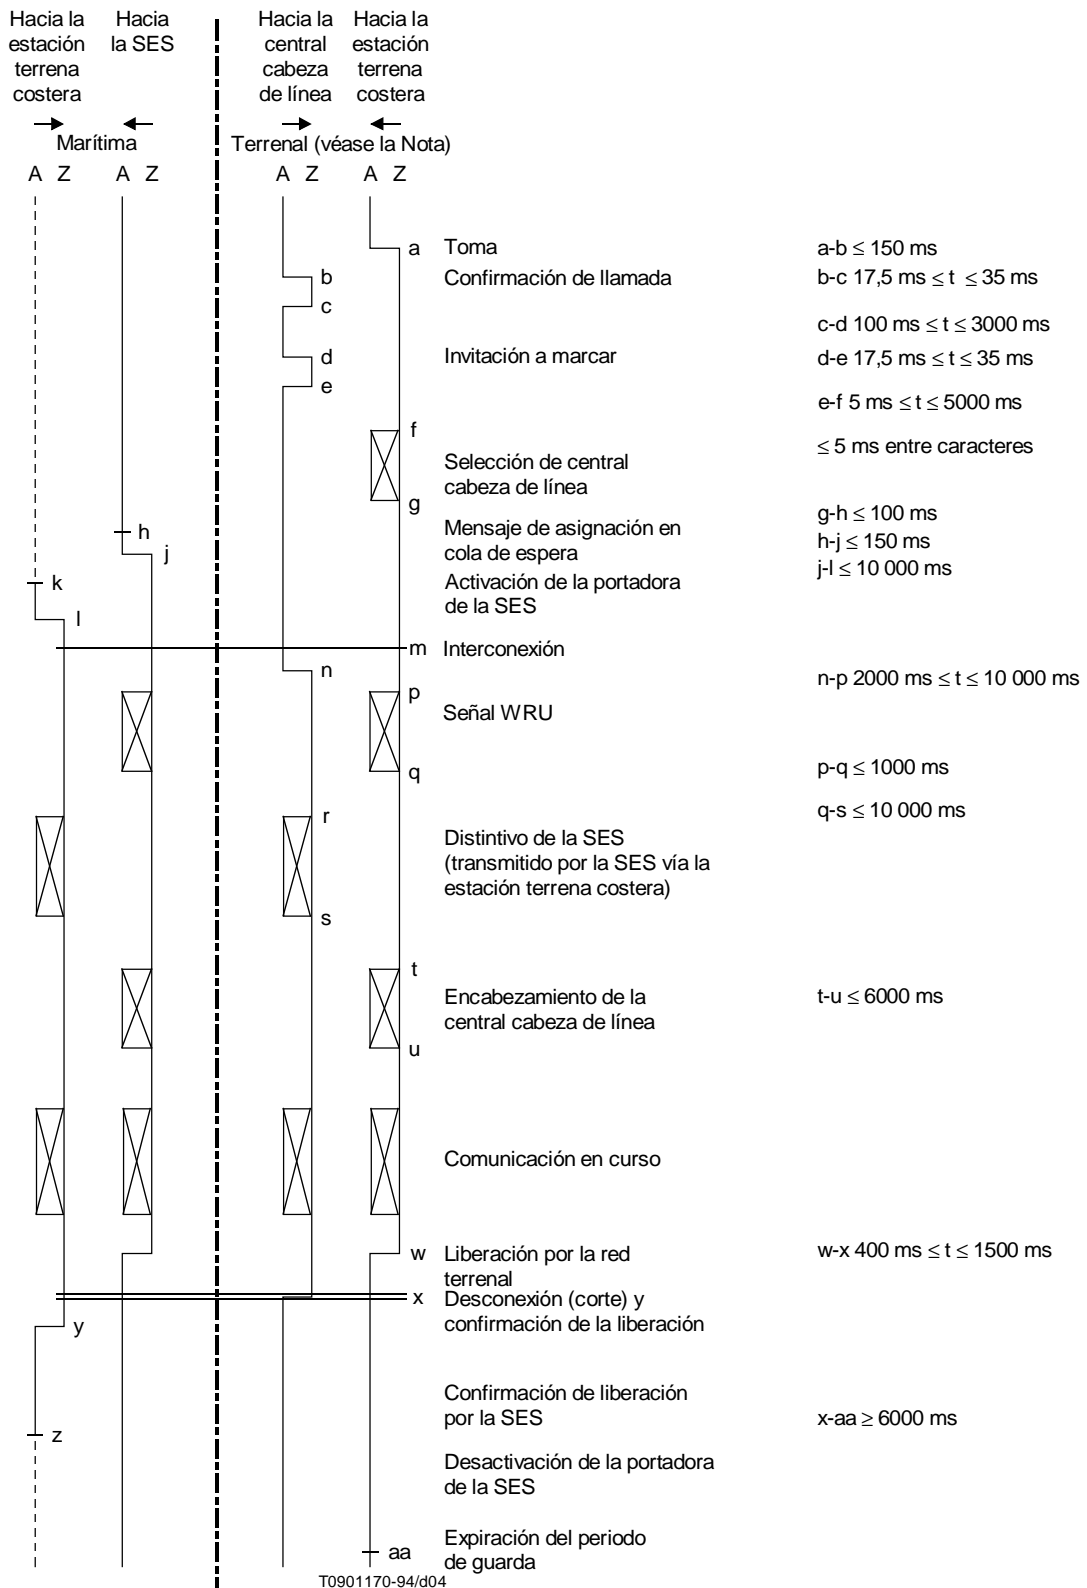 Hacia la estación terrena costera
Hacia la SES
Hacia la central cabeza de línea
Hacia la estación terrena costera
Marítima
Terrenal (véase la Nota)
A Z A Z A Z A Z
a Toma a-b ≤ 150 ms
b Confirmación de llamada b-c 17,5 ms ≤ t ≤ 35 ms
c
c-d 100 ms ≤ t ≤ 3000 ms
d Invitación a marcar d-e 17,5 ms ≤ t ≤ 35 ms
e
e-f 5 ms ≤ t ≤ 5000 ms
f
≤ 5 ms entre caracteres
Selección de central
cabeza de línea
g
g-h ≤ 100 ms
h Mensaje de asignación en
cola de espera
h-j ≤ 150 ms
j
j-l ≤ 10 000 ms
k Activación de la portadora
de la SES
l
m Interconexión
n
n-p 2000 ms ≤ t ≤ 10 000 ms
p
Señal WRU
q
p-q ≤ 1000 ms
q-s ≤ 10 000 ms
r
Distintivo de la SES
(transmitido por la SES vía la
estación terrena costera)
s
t
Encabezamiento de la
central cabeza de línea
t-u ≤ 6000 ms
u
Comunicación en curso
w Liberación por la red
terrenal
w-x 400 ms ≤ t ≤ 1500 ms
x Desconexión (corte) y
confirmación de la liberación
y
Confirmación de liberación
por la SES
x-aa ≥ 6000 ms
z
Desactivación de la portadora
de la SES
Expiración del periodo
de guarda
aa
T0901170-94/d04